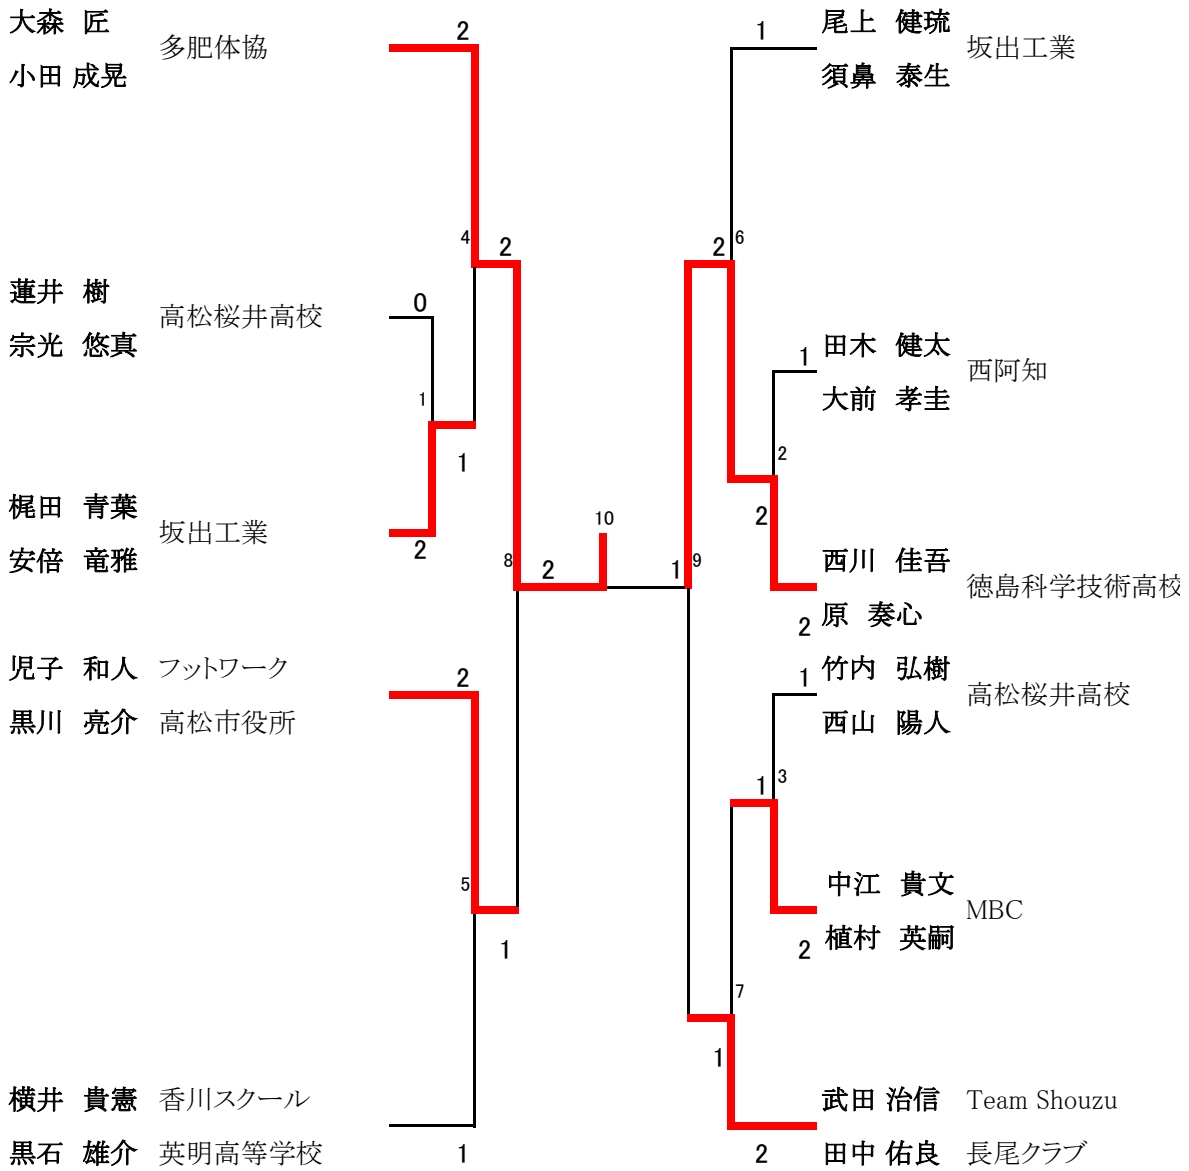 大森 匠
小田 成晃
多肥体協
2
4
2
蓮井 樹
宗光 悠真
高松桜井高校
0
1
1
梶田 青葉
安倍 竜雅
坂出工業
2
8
2
10
児子 和人 フットワーク
黒川 亮介 高松市役所
2
5
1
横井 貴憲 香川スクール
黒石 雄介 英明高等学校
1
1
尾上 健琉
須鼻 泰生
坂出工業
2
6
1
田木 健太
大前 孝圭
西阿知
2
2
西川 佳吾
原 奏心
徳島科学技術高校
2
1
9
1
竹内 弘樹
西山 陽人
高松桜井高校
1
3
中江 貴文
植村 英嗣
MBC
2
7
1
武田 治信 Team Shouzu
田中 佑良 長尾クラブ
2